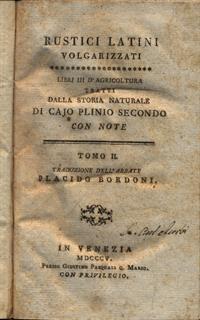 RUSTICI LATINI
VOLGARIZZATI
LIBRI III D'AGRICOLTURA
TRATTI
DALLA STORIA NATURALE
DI CAJO PLINIO SECONDO
CON NOTE
TOMO II.
TRADUZIONE DELL'ABBATE
PLACIDO BORDONI.
IN VENEZIA
MDCCCV.
PRESSO GIUSTINO PASQUALI Q. MARIO.
CON PRIVILEGIO.